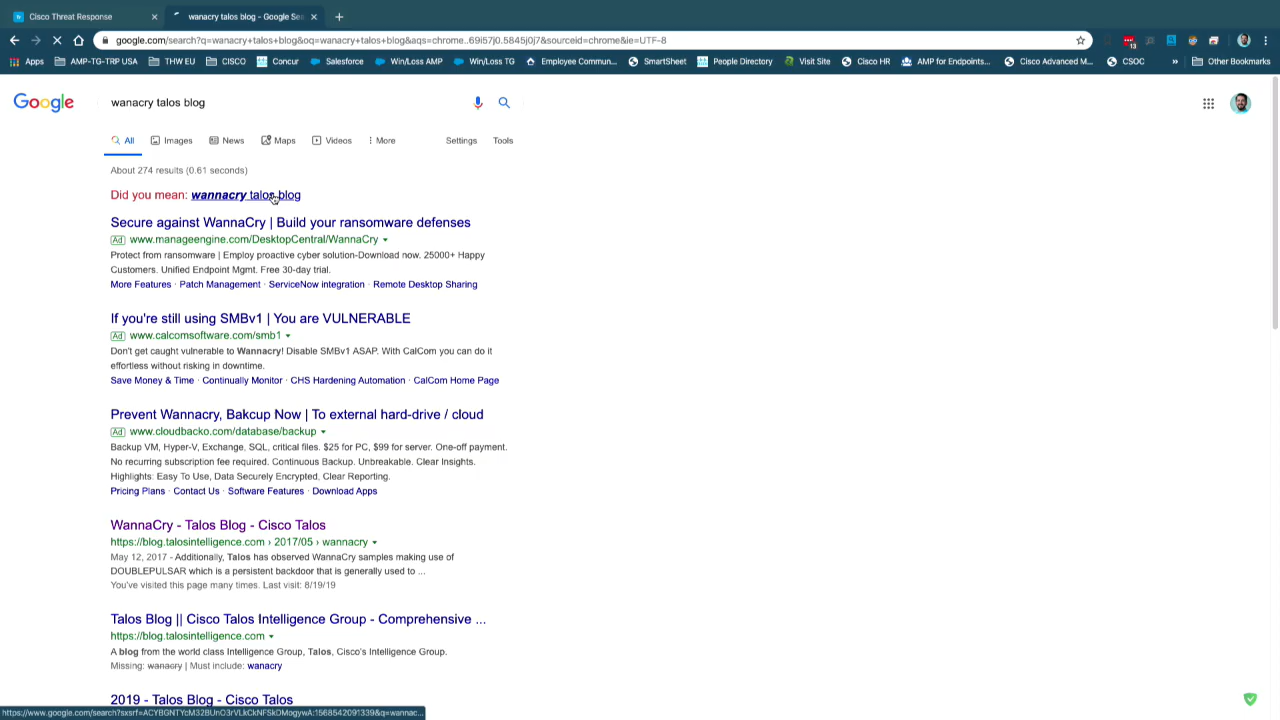 Cisco Threat Response
wanacry talos blog - Google Sea
google.com/search?q=wanacry+talos+blog&oq=wanacry+talos+blog&aqs=chrome..69i57j0.5845j0j7&sourceid=chrome&ie=UTF-8
Apps AMP-TG-TRP USA THW EU CISCO Concur Salesforce Win/Loss AMP Win/Loss TG Employee Commun... SmartSheet People Directory Visit Site Cisco HR AMP for Endpoints... Cisco Advanced M... CSOC » Other Bookmarks
Google wanacry talos blog
All Images News Maps Videos More Settings Tools
About 274 results (0.61 seconds)
Did you mean: wannacry talos blog
Secure against WannaCry | Build your ransomware defenses
Ad www.manageengine.com/DesktopCentral/WannaCry
Protect from ransomware | Employ proactive cyber solution-Download now. 25000+ Happy
Customers. Unified Endpoint Mgmt. Free 30-day trial.
More Features · Patch Management · ServiceNow integration · Remote Desktop Sharing
If you're still using SMBv1 | You are VULNERABLE
Ad www.calcomsoftware.com/smb1
Don't get caught vulnerable to Wannacry! Disable SMBv1 ASAP. With CalCom you can do it
effortless without risking in downtime.
Save Money & Time · Continually Monitor · CHS Hardening Automation · CalCom Home Page
Prevent Wannacry, Bakcup Now | To external hard-drive / cloud
Ad www.cloudbacko.com/database/backup
Backup VM, Hyper-V, Exchange, SQL, critical files. $25 for PC, $99 for server. One-off payment.
No recurring subscription fee required. Continuous Backup. Unbreakable. Clear Insights.
Highlights: Easy To Use, Data Securely Encrypted, Clear Reporting.
Pricing Plans · Contact Us · Software Features · Download Apps
WannaCry - Talos Blog - Cisco Talos
https://blog.talosintelligence.com › 2017/05 › wannacry
May 12, 2017 - Additionally, Talos has observed WannaCry samples making use of
DOUBLEPULSAR which is a persistent backdoor that is generally used to ...
You've visited this page many times. Last visit: 8/19/19
Talos Blog || Cisco Talos Intelligence Group - Comprehensive ...
https://blog.talosintelligence.com
A blog from the world class Intelligence Group, Talos, Cisco's Intelligence Group.
Missing: wanacry | Must include: wanacry
2019 - Talos Blog - Cisco Talos